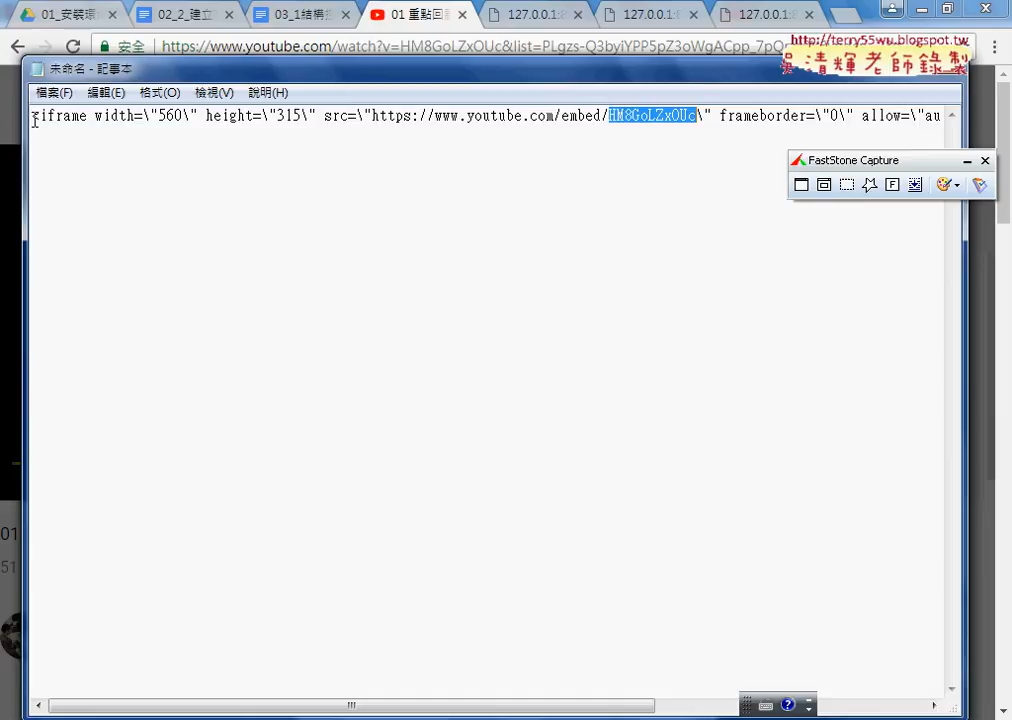 01_安裝環
02_2_建立
03_1結構控
01 重點回
127.0.0.1:
127.0.0.1:
127.0.0.1:
安全
https://www.youtube.com/watch?v=HM8GoLZxOUc&list=PLgzs-Q3byiYPP5pZ3oWgACpp_7pQ
http://terry55wu.blogspot.tw
吳清輝老師錄製
未命名 - 記事本
檔案(F) 編輯(E) 格式(O) 檢視(V) 說明(H)
<iframe width=\"560\" height=\"315\" src=\"https://www.youtube.com/embed/HM8GoLZxOUc\" frameborder=\"0\" allow=\"au
FastStone Capture
01
51